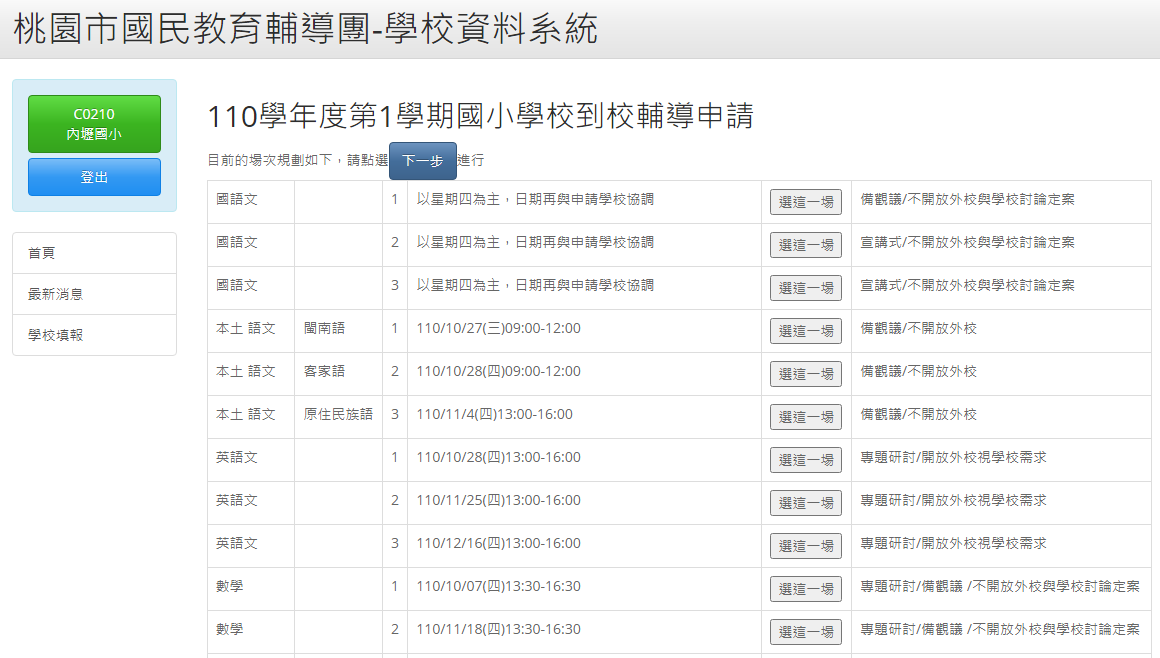 桃園市國民教育輔導團-學校資料系統
C0210
內壢國小
登出
首頁
最新消息
學校填報
110學年度第1學期國小學校到校輔導申請
目前的場次規劃如下，請點選 下一步 進行
國語文 1 以星期四為主，日期再與申請學校協調 選這一場 備觀議/不開放外校與學校討論定案
國語文 2 以星期四為主，日期再與申請學校協調 選這一場 宣講式/不開放外校與學校討論定案
國語文 3 以星期四為主，日期再與申請學校協調 選這一場 宣講式/不開放外校與學校討論定案
本土 語文 閩南語 1 110/10/27(三)09:00-12:00 選這一場 備觀議/不開放外校
本土 語文 客家語 2 110/10/28(四)09:00-12:00 選這一場 備觀議/不開放外校
本土 語文 原住民族語 3 110/11/4(四)13:00-16:00 選這一場 備觀議/不開放外校
英語文 1 110/10/28(四)13:00-16:00 選這一場 專題研討/開放外校視學校需求
英語文 2 110/11/25(四)13:00-16:00 選這一場 專題研討/開放外校視學校需求
英語文 3 110/12/16(四)13:00-16:00 選這一場 專題研討/開放外校視學校需求
數學 1 110/10/07(四)13:30-16:30 選這一場 專題研討/備觀議 /不開放外校與學校討論定案
數學 2 110/11/18(四)13:30-16:30 選這一場 專題研討/備觀議 /不開放外校與學校討論定案